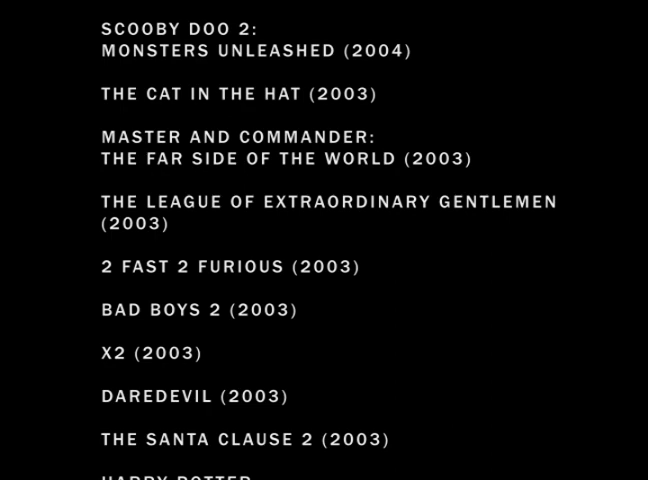 SCOOBY DOO 2:
MONSTERS UNLEASHED (2004)
THE CAT IN THE HAT (2003)
MASTER AND COMMANDER:
THE FAR SIDE OF THE WORLD (2003)
THE LEAGUE OF EXTRAORDINARY GENTLEMEN
(2003)
2 FAST 2 FURIOUS (2003)
BAD BOYS 2 (2003)
X2 (2003)
DAREDEVIL (2003)
THE SANTA CLAUSE 2 (2003)
HARRY POTTER